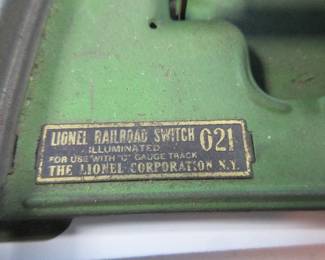 LIONEL RAILROAD SWITCH 021
ILLUMINATED
FOR USE WITH "O" GAUGE TRACK
THE LIONEL CORPORATION N.Y.